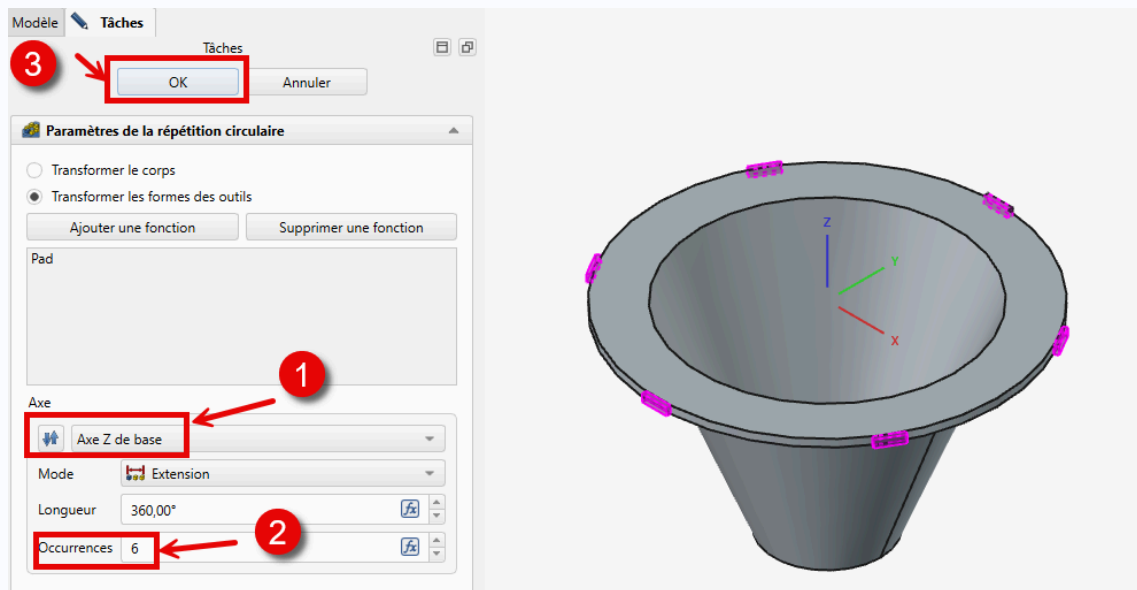 Modèle Tâches
Tâches
3
OK Annuler
Paramètres de la répétition circulaire
Transformer le corps
Transformer les formes des outils
Ajouter une fonction Supprimer une fonction
Pad
1
Axe
Axe Z de base
Mode Extension
Longueur 360,00° fx
2
Occurrences 6 fx
Z
Y
X